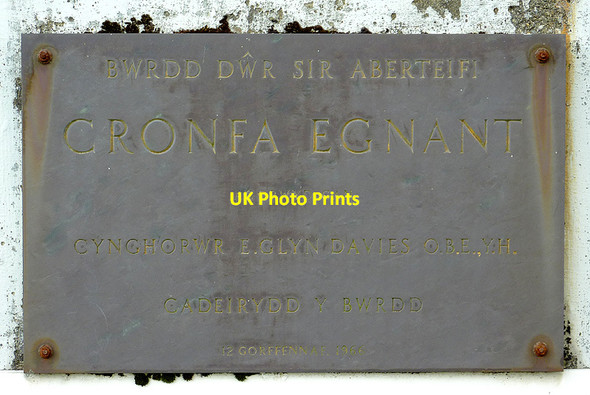 BWRDD DŴR SIR ABERTEIFI
CRONFA EGNANT
UK Photo Prints
CYNGHORWR E.GLYN DAVIES O.B.E., Y.H.
CADEIRYDD Y BWRDD
12 GORFFENNAF,